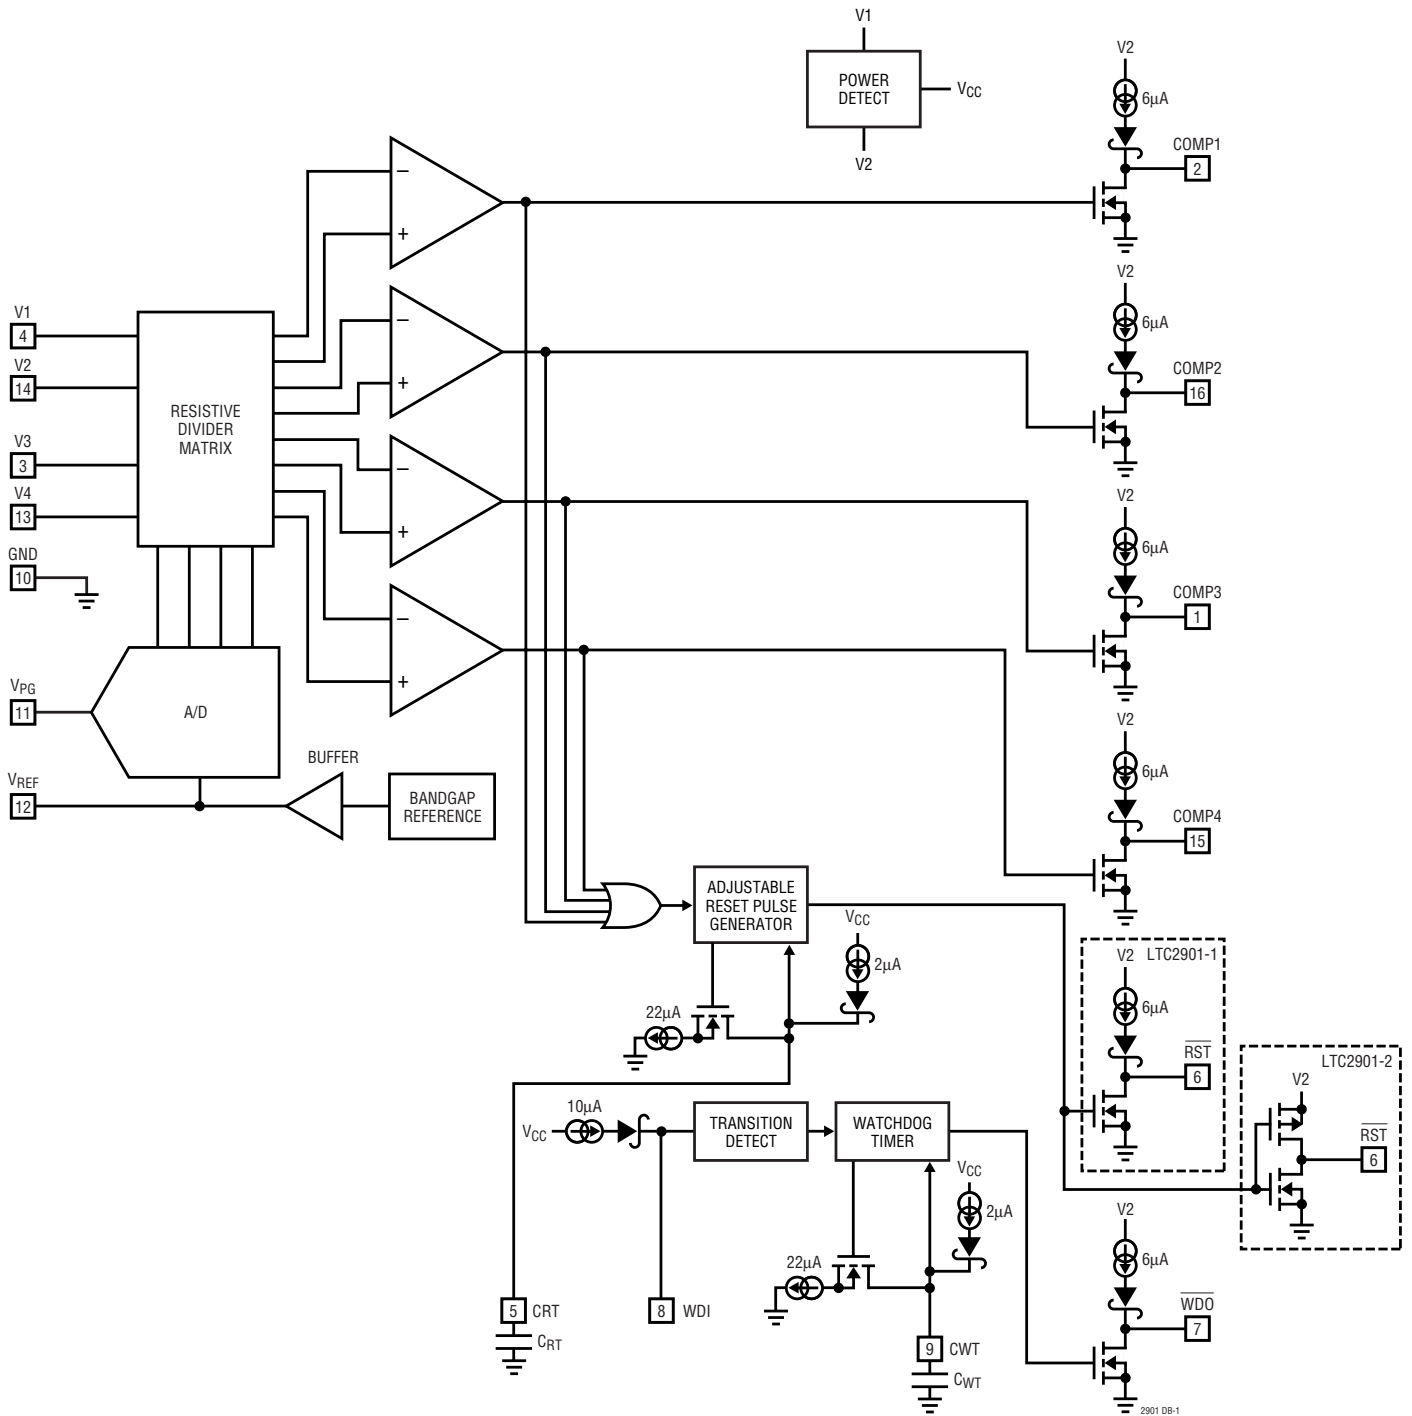 V1
POWER
DETECT
VCC
V2
V2
6µA
COMP1
2
V2
6µA
COMP2
16
V2
6µA
COMP3
1
V2
6µA
COMP4
15
−
+
−
+
−
+
−
+
V1
4
V2
14
V3
3
V4
13
GND
10
RESISTIVE
DIVIDER
MATRIX
VPG
11
A/D
VREF
12
BUFFER
BANDGAP
REFERENCE
ADJUSTABLE
RESET PULSE
GENERATOR
VCC
2µA
22µA
LTC2901-1
V2
6µA
RST
6
LTC2901-2
V2
RST
6
VCC
10µA
TRANSITION
DETECT
WATCHDOG
TIMER
VCC
2µA
22µA
5
CRT
CRT
8
WDI
9
CWT
CWT
V2
6µA
WDO
7
2901 DB-1